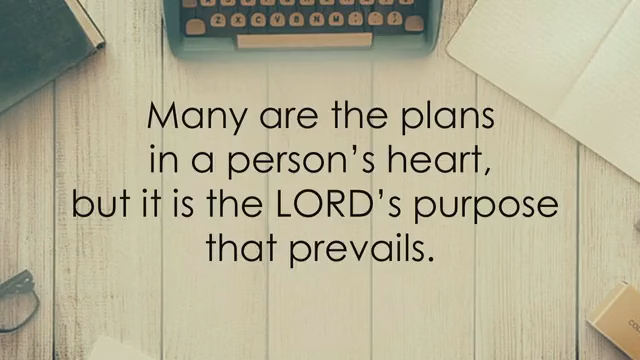 Z X C V B N M
Many are the plans
in a person’s heart,
but it is the LORD’s purpose
that prevails.